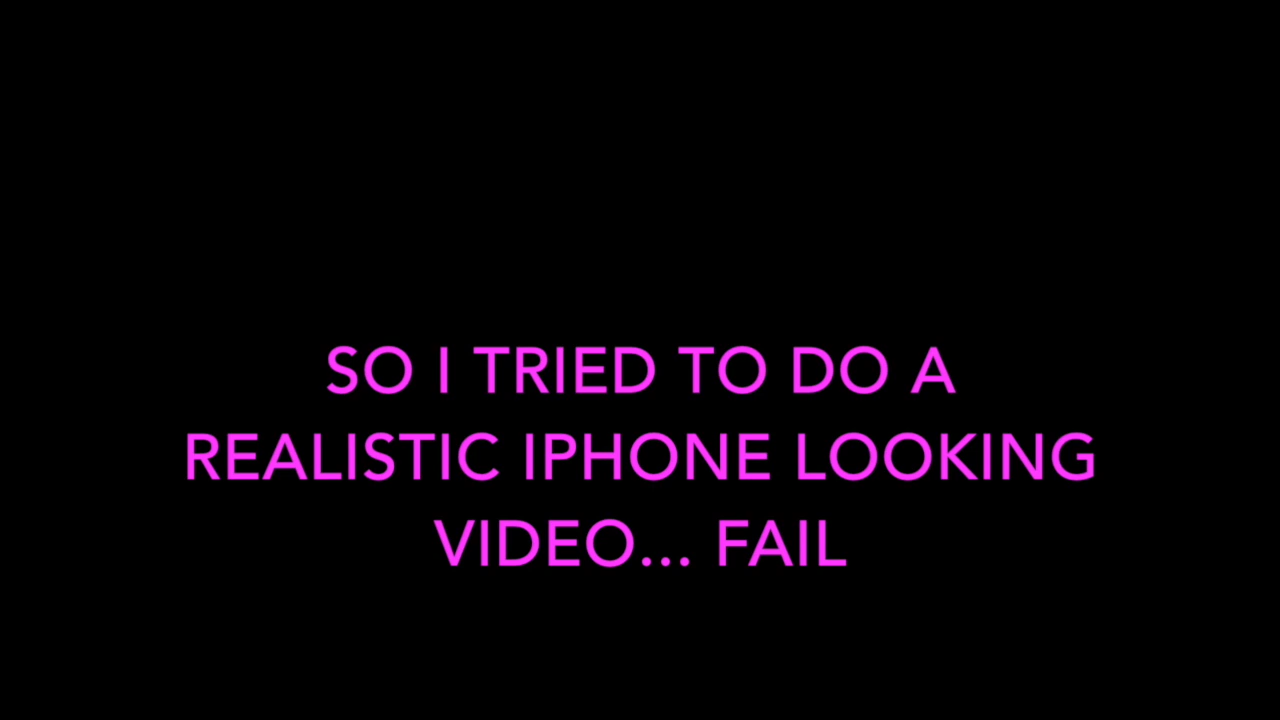 SO I TRIED TO DO A
REALISTIC IPHONE LOOKING
VIDEO... FAIL